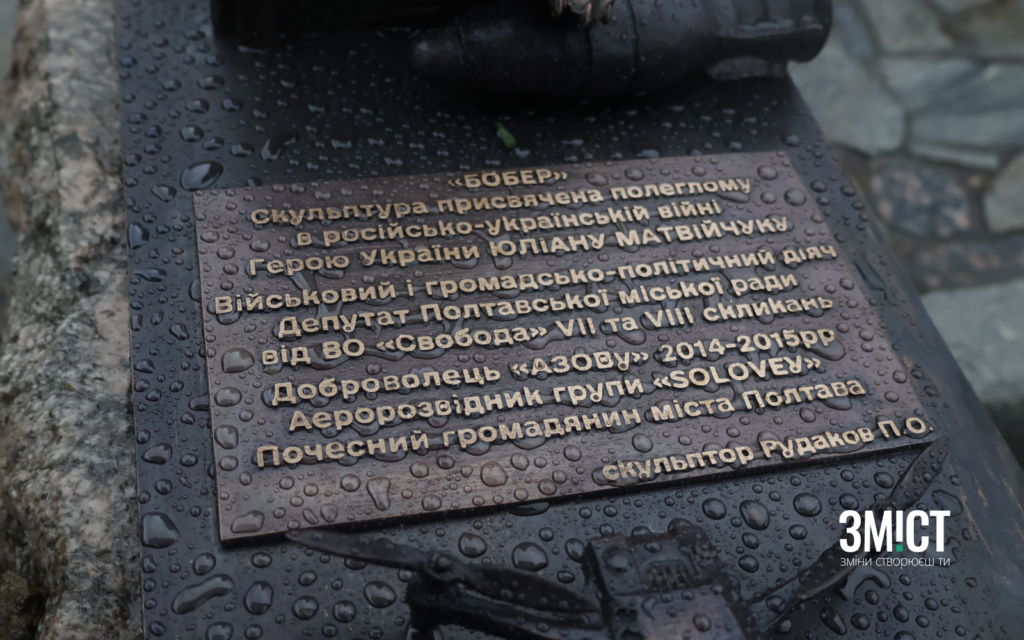 «БОБЕР»
Скульптура присвячена полеглому
в російсько-українській війні
Герою України ЮЛІАНУ МАТВІЙЧУКУ
Військовий і громадсько-політичний діяч
Депутат Полтавської міської ради
від ВО «Свобода» VII та VIII скликань
Доброволець «АЗОВу» 2014-2015рр
Аеророзвідник групи «SOLOVEY»
Почесний громадянин міста Полтава
скульптор Рудаков П.О.
ЗМІСТ
ЗМІНИ СТВОРЮЄШ ТИ